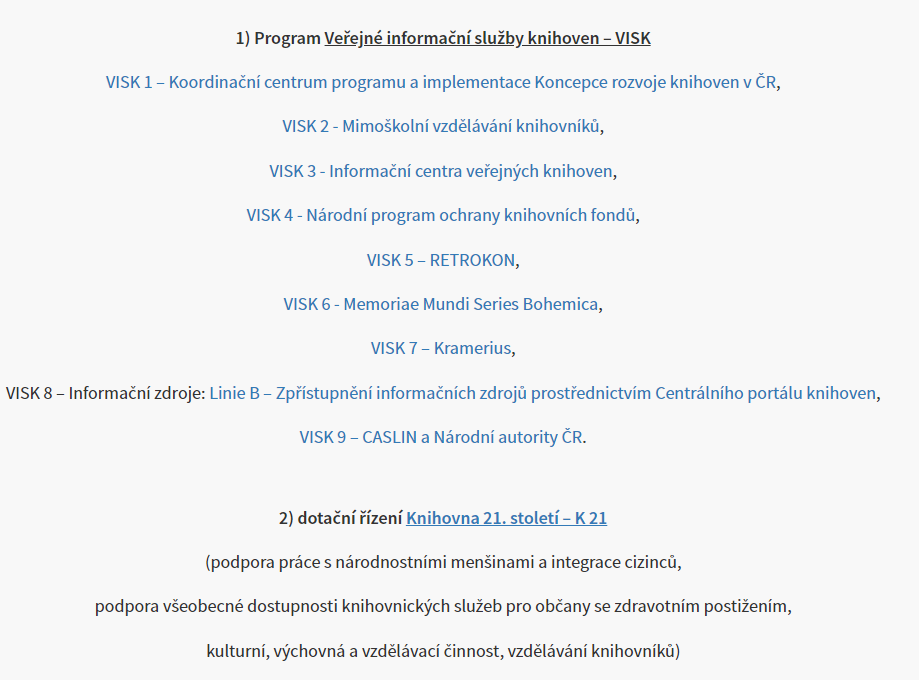 1) Program Veřejné informační služby knihoven – VISK
VISK 1 – Koordinační centrum programu a implementace Koncepce rozvoje knihoven v ČR,
VISK 2 - Mimoškolní vzdělávání knihovníků,
VISK 3 - Informační centra veřejných knihoven,
VISK 4 - Národní program ochrany knihovních fondů,
VISK 5 – RETROKON,
VISK 6 - Memoriae Mundi Series Bohemica,
VISK 7 – Kramerius,
VISK 8 – Informační zdroje: Linie B – Zpřístupnění informačních zdrojů prostřednictvím Centrálního portálu knihoven,
VISK 9 – CASLIN a Národní autority ČR.
2) dotační řízení Knihovna 21. století – K 21
(podpora práce s národnostními menšinami a integrace cizinců,
podpora všeobecné dostupnosti knihovnických služeb pro občany se zdravotním postižením,
kulturní, výchovná a vzdělávací činnost, vzdělávání knihovníků)